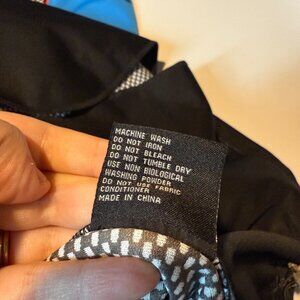 MACHINE WASH
DO NOT IRON
DO NOT BLEACH
DO NOT TUMBLE DRY
USE NON BIOLOGICAL
WASHING POWDER
DO NOT USE FABRIC
CONDITIONER
MADE IN CHINA